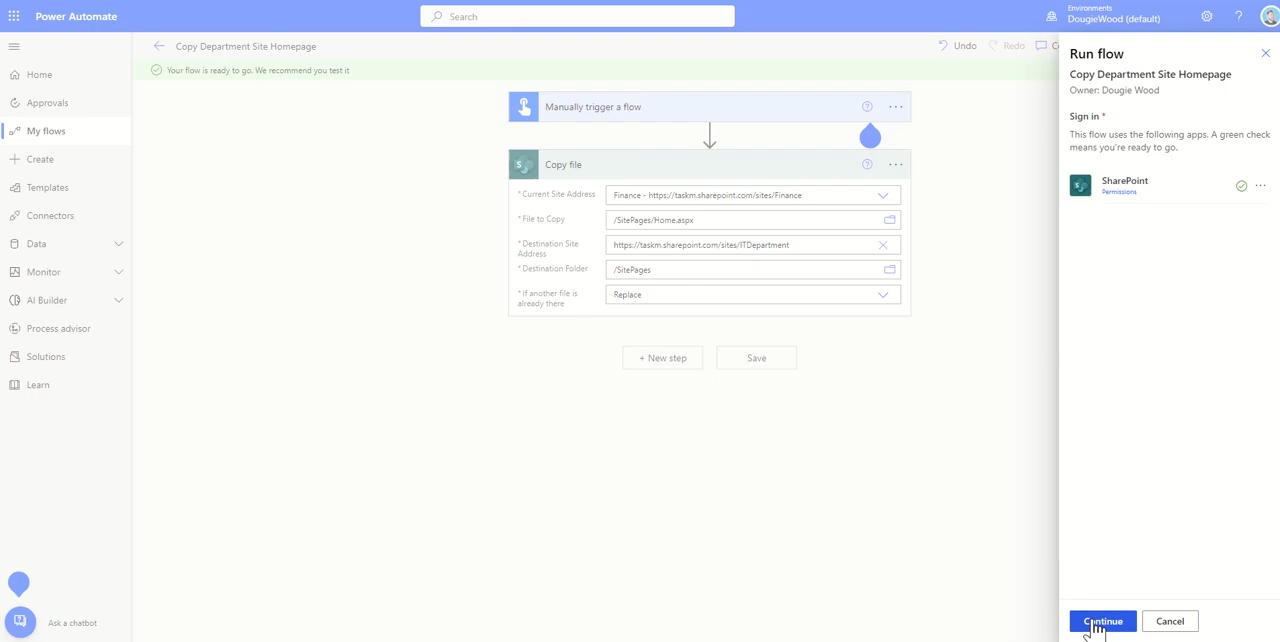 Power Automate
Search
Environments
DougieWood (default)
?
Copy Department Site Homepage
Undo
Redo
Your flow is ready to go. We recommend you test it
Home
Approvals
My flows
Create
Templates
Connectors
Data
Monitor
AI Builder
Process advisor
Solutions
Learn
Ask a chatbot
Manually trigger a flow
Copy file
* Current Site Address
Finance - https://taskm.sharepoint.com/sites/Finance
* File to Copy
/SitePages/Home.aspx
* Destination Site
Address
https://taskm.sharepoint.com/sites/ITDepartment
* Destination Folder
/SitePages
* If another file is
already there
Replace
+ New step
Save
Run flow
Copy Department Site Homepage
Owner: Dougie Wood
Sign in *
This flow uses the following apps. A green check
means you're ready to go.
SharePoint
Permissions
Continue
Cancel